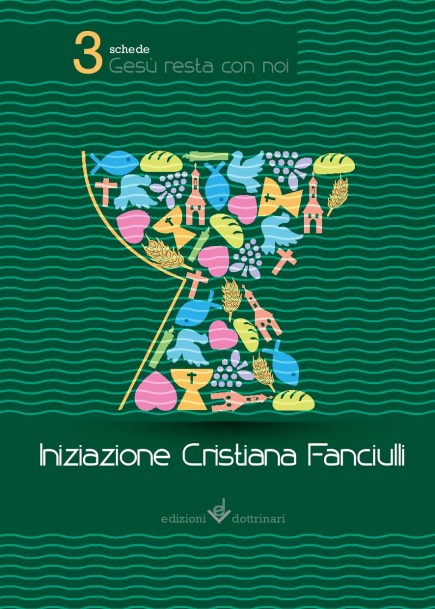 3 schede
Gesù resta con noi
Iniziazione Cristiana Fanciulli
edizioni dottrinari